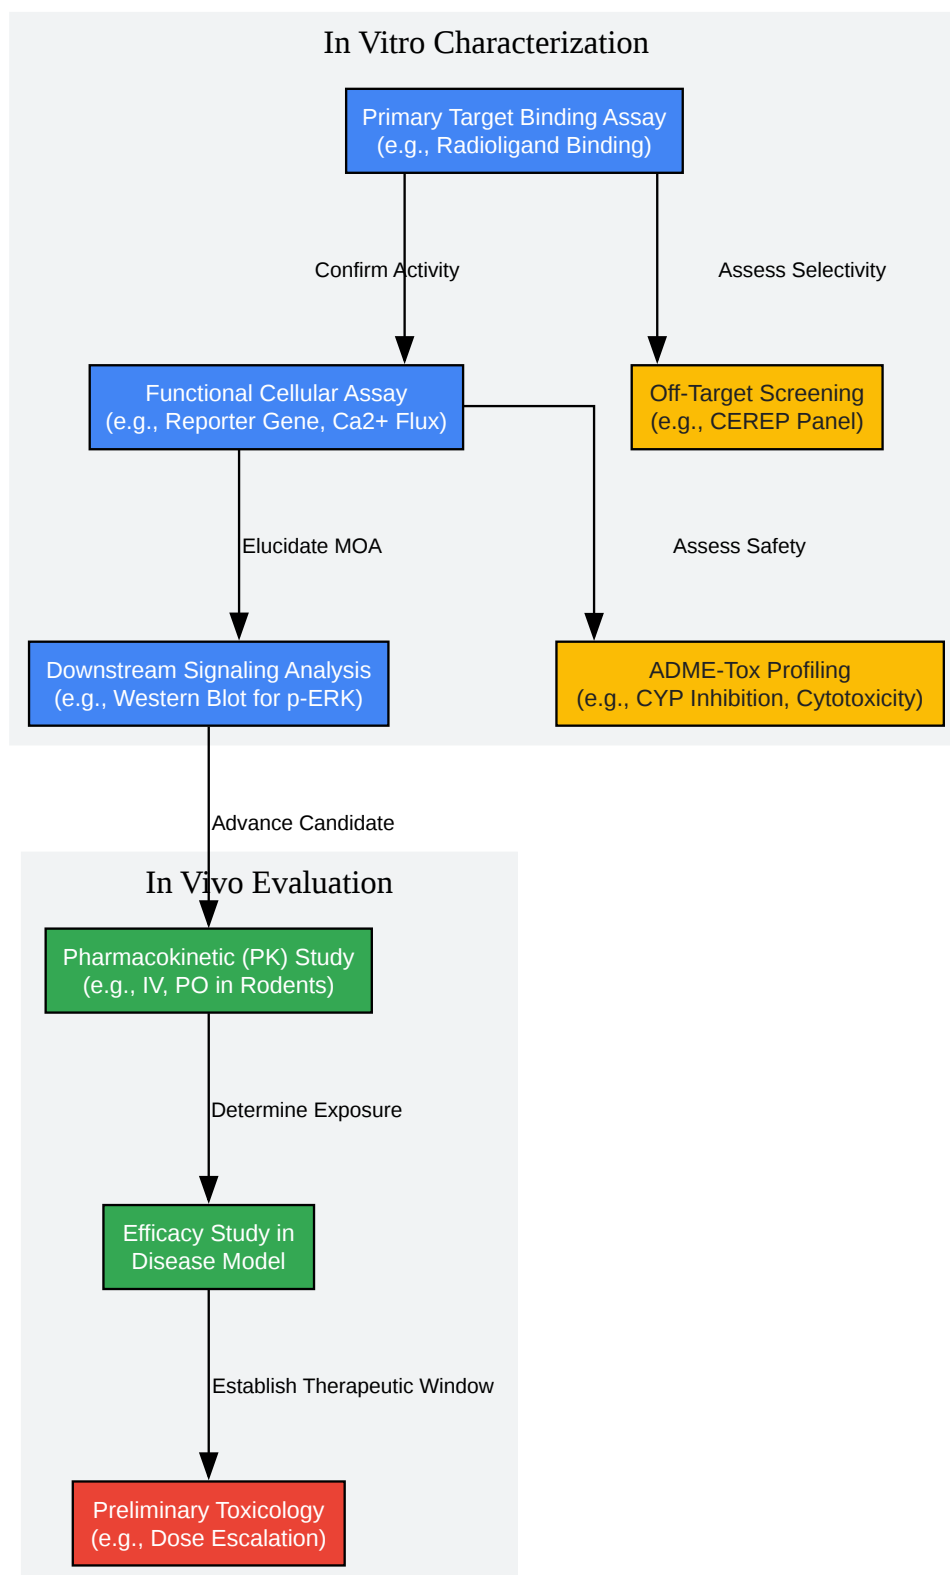 In Vitro Characterization
Primary Target Binding Assay
(e.g., Radioligand Binding)
Confirm Activity
Assess Selectivity
Functional Cellular Assay
(e.g., Reporter Gene, Ca2+ Flux)
Off-Target Screening
(e.g., CEREP Panel)
Elucidate MOA
Assess Safety
Downstream Signaling Analysis
(e.g., Western Blot for p-ERK)
ADME-Tox Profiling
(e.g., CYP Inhibition, Cytotoxicity)
Advance Candidate
In Vivo Evaluation
Pharmacokinetic (PK) Study
(e.g., IV, PO in Rodents)
Determine Exposure
Efficacy Study in
Disease Model
Establish Therapeutic Window
Preliminary Toxicology
(e.g., Dose Escalation)